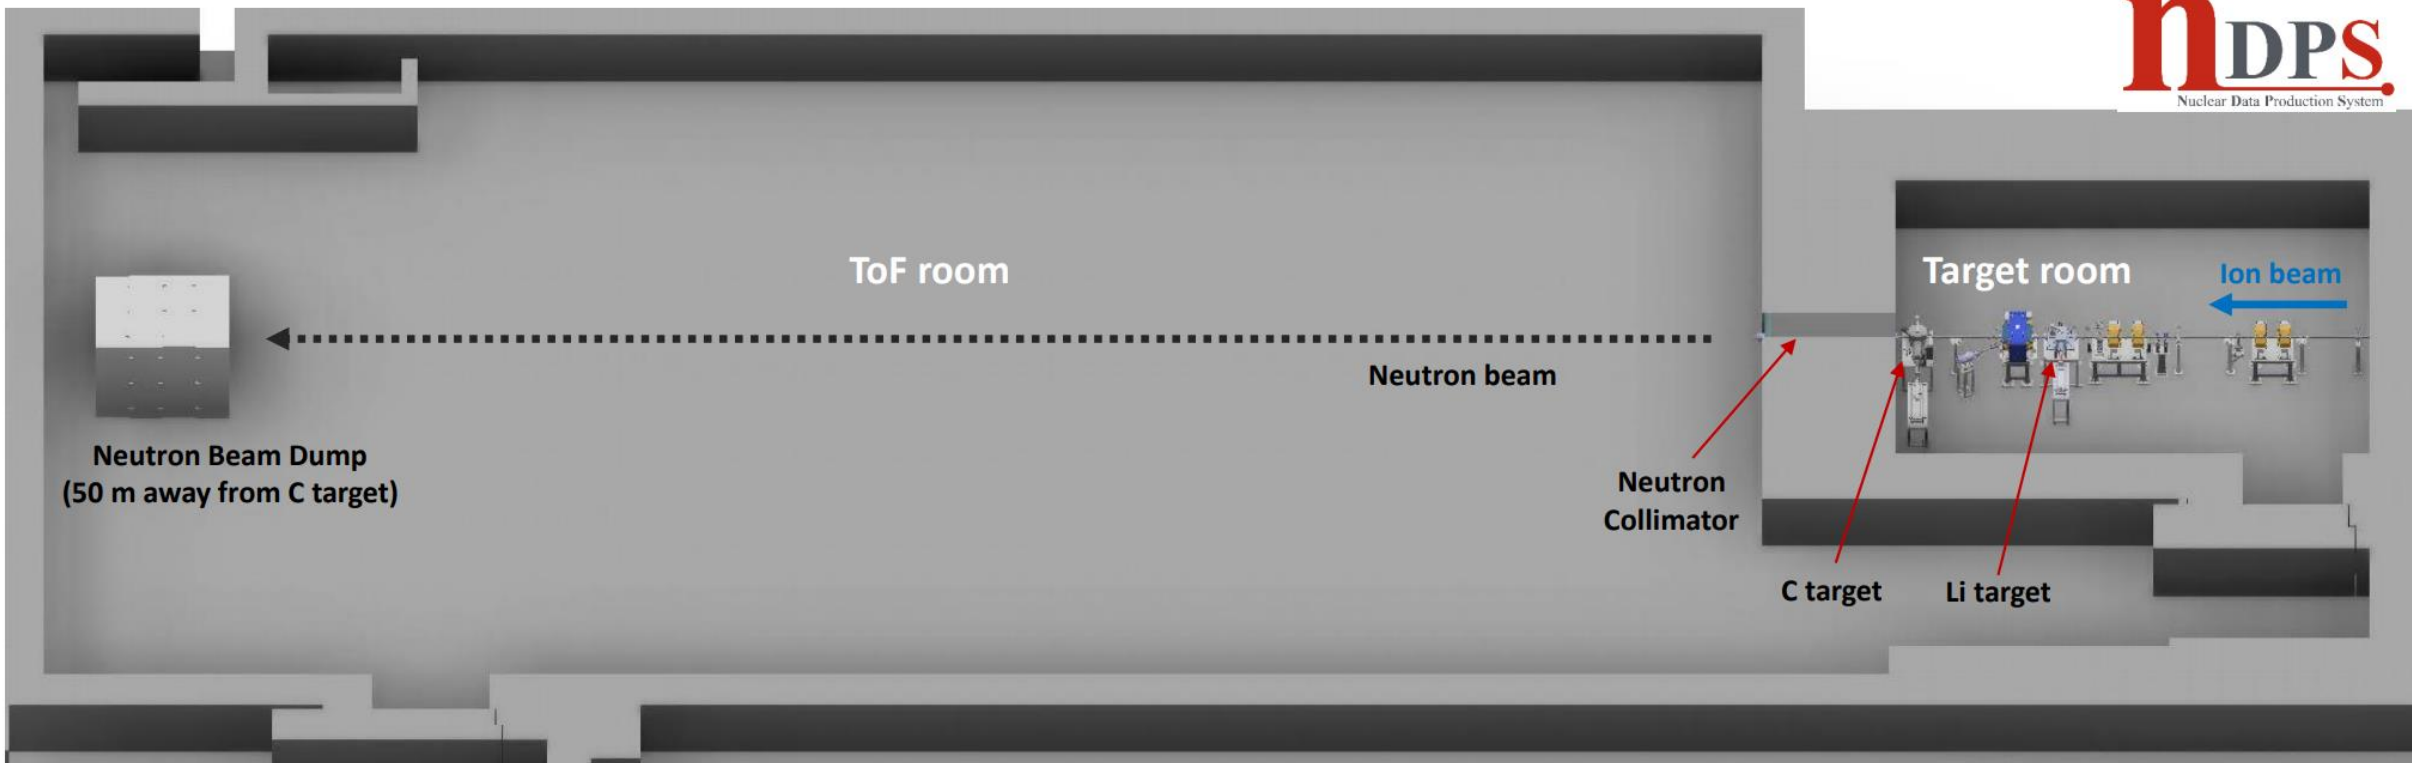 nDPS
Nuclear Data Production System
ToF room
Target room
Ion beam
Neutron beam
Neutron Beam Dump
(50 m away from C target)
Neutron
Collimator
C target
Li target